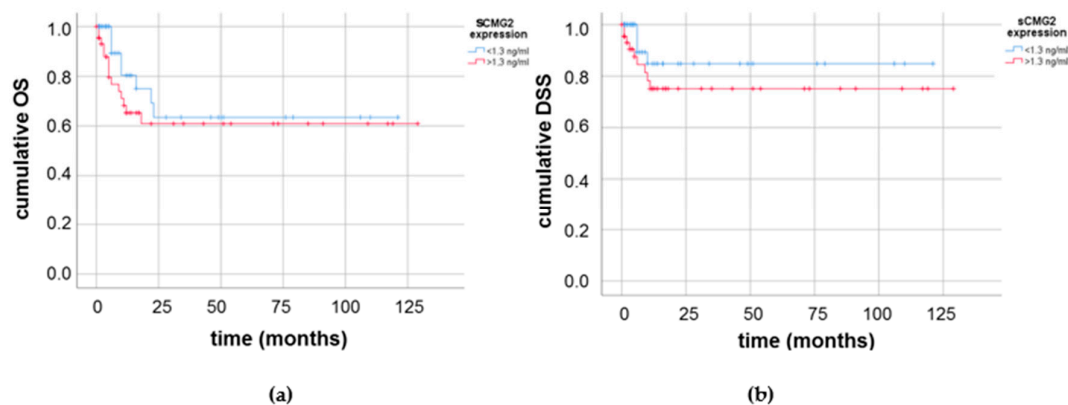 SCMG2
expression
<1.3 ng/ml
>1.3 ng/ml
cumulative OS
1.0
0.8
0.6
0.4
0.2
0.0
0 25 50 75 100 125
time (months)
(a)
sCMG2
expression
<1.3 ng/ml
>1.3 ng/ml
cumulative DSS
1.0
0.8
0.6
0.4
0.2
0.0
0 25 50 75 100 125
time (months)
(b)